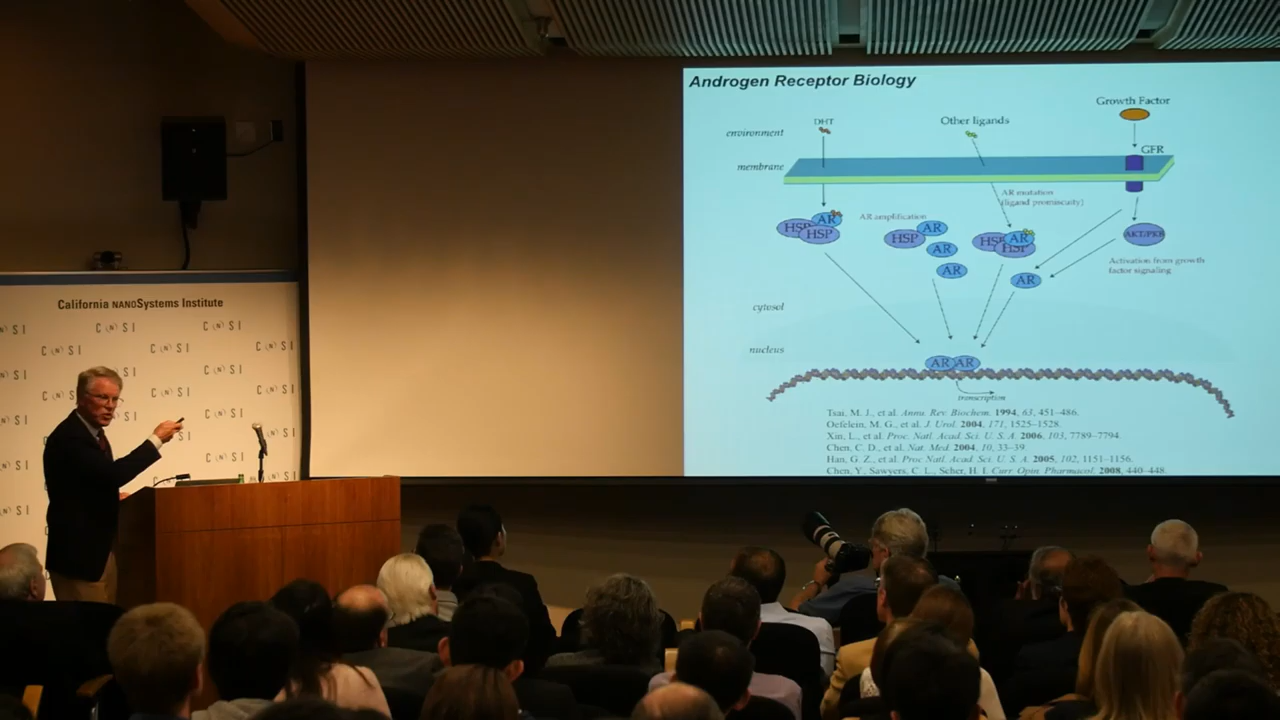 Androgen Receptor Biology
Growth Factor
DHT
Other ligands
environment
GFR
membrane
AR mutation
(ligand promiscuity)
AR
AR amplification
HSP
HSP
AR
HSP
AR
AR
HSP
AR
HSP
AKT/PKB
Activation from growth
factor signaling
AR
cytosol
nucleus
AR AR
transcription
Tsai, M. J., et al. Annu. Rev. Biochem. 1994, 63, 451–486.
Oefelein, M. G., et al. J. Urol. 2004, 171, 1525–1528.
Xin, L., et al. Proc. Natl. Acad. Sci. U. S. A. 2006, 103, 7789–7794.
Chen, C. D., et al. Nat. Med. 2004, 10, 33–39.
Han, G. Z., et al. Proc Natl. Acad Sci. U. S. A. 2005, 102, 1151–1156.
Chen, Y., Sawyers, C. L., Scher, H. I. Curr. Opin. Pharmacol. 2008, 440–448.
California NANOSystems Institute
C (N) S I
C (N) S I
C (N) S I
C (N) S I
C (N) S I
C (N) S I
C (N) S I
C (N) S I
C (N) S I
C (N) S I
C (N) S I